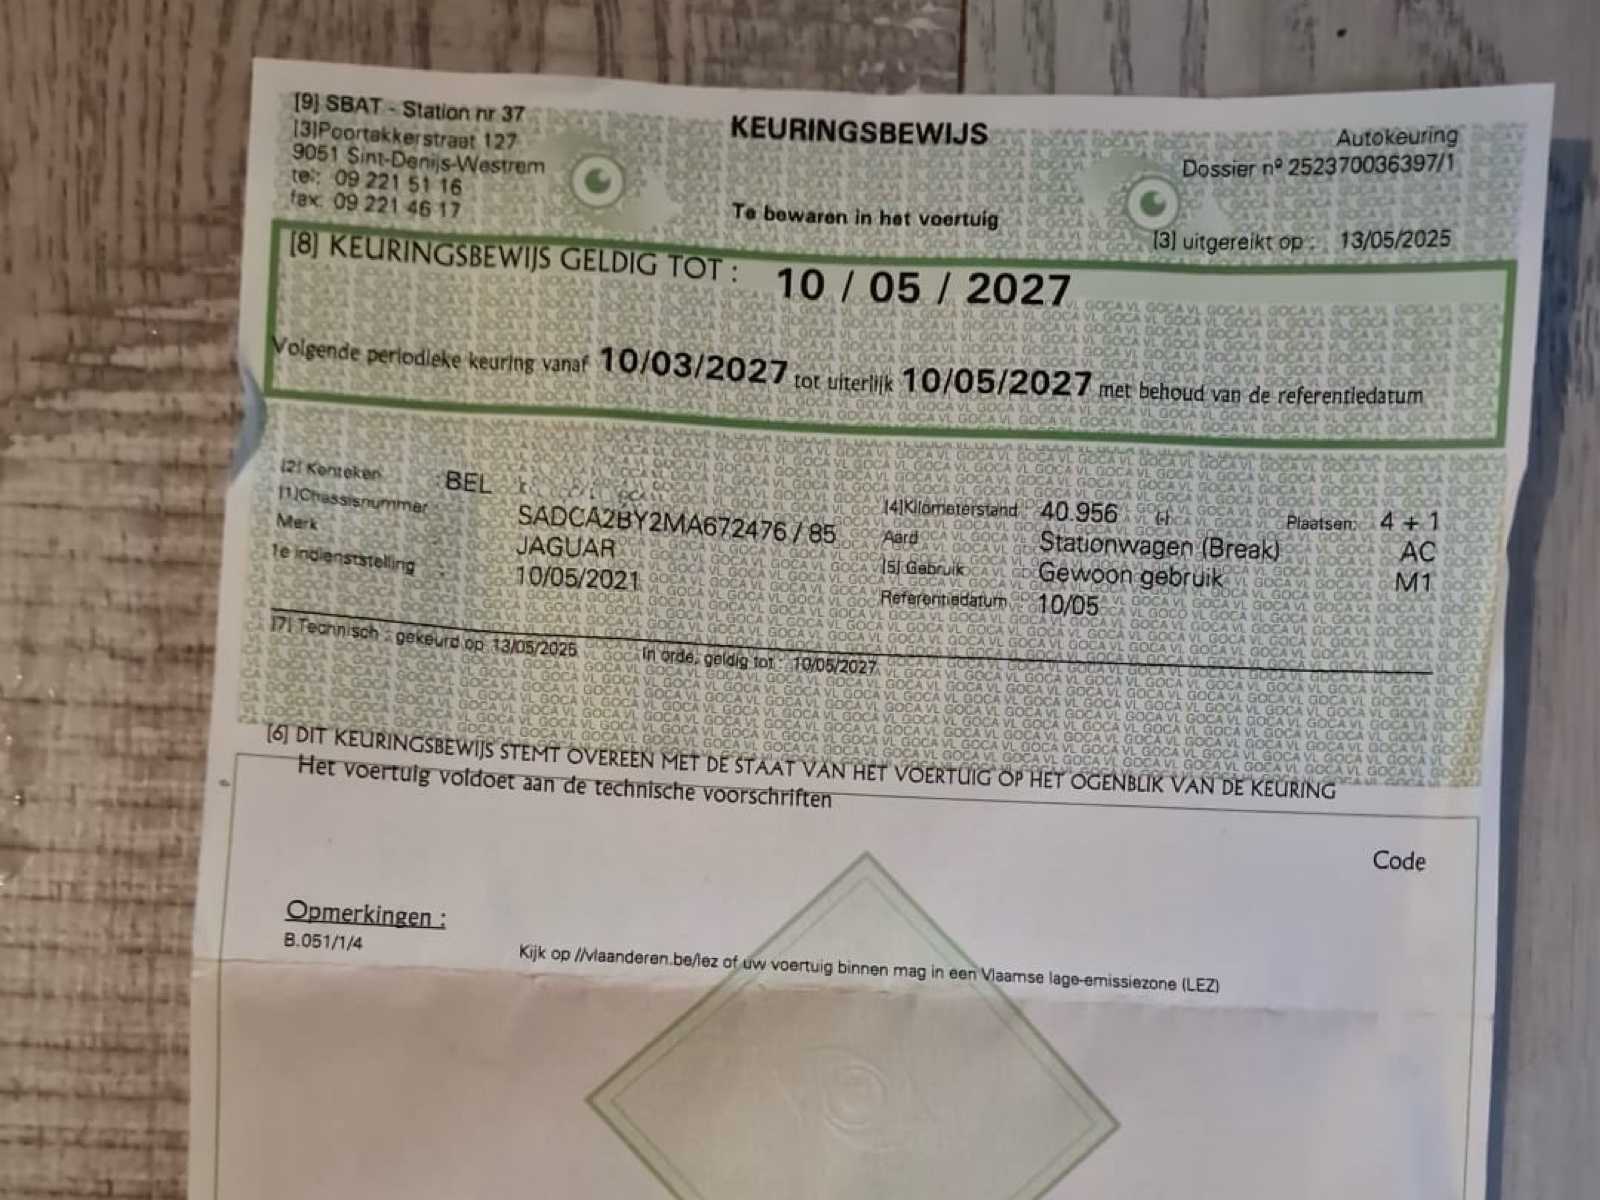 [9] SBAT - Station nr 37
[3]Poortakkerstraat 127
9051 Sint-Denijs-Westrem
tel: 09 221 51 16
fax: 09 221 46 17
KEURINGSBEWIJS
Te bewaren in het voertuig
Autokeuring
Dossier nº 252370036397/1
[3] uitgereikt op : 13/05/2025
[8] KEURINGSBEWIJS GELDIG TOT : 10 / 05 / 2027
Volgende periodieke keuring vanaf 10/03/2027 tot uiterlijk 10/05/2027 met behoud van de referentiedatum
[2] Kenteken : BEL
[1]Chassisnummer : SADCA2BY2MA672476 / 85
Merk JAGUAR
1e indienststelling : 10/05/2021
[4]Kilometerstand : 40.956 Plaatsen: 4 + 1
Aard Stationwagen (Break) AC
[5] Gebruik Gewoon gebruik M1
Referentiedatum 10/05
[7] Technisch : gekeurd op 13/05/2025 In orde, geldig tot : 10/05/2027
[6] DIT KEURINGSBEWIJS STEMT OVEREEN MET DE STAAT VAN HET VOERTUIG OP HET OGENBLIK VAN DE KEURING
Het voertuig voldoet aan de technische voorschriften
Code
Opmerkingen :
B.051/1/4 Kijk op //vlaanderen.be/lez of uw voertuig binnen mag in een Vlaamse lage-emissiezone (LEZ)